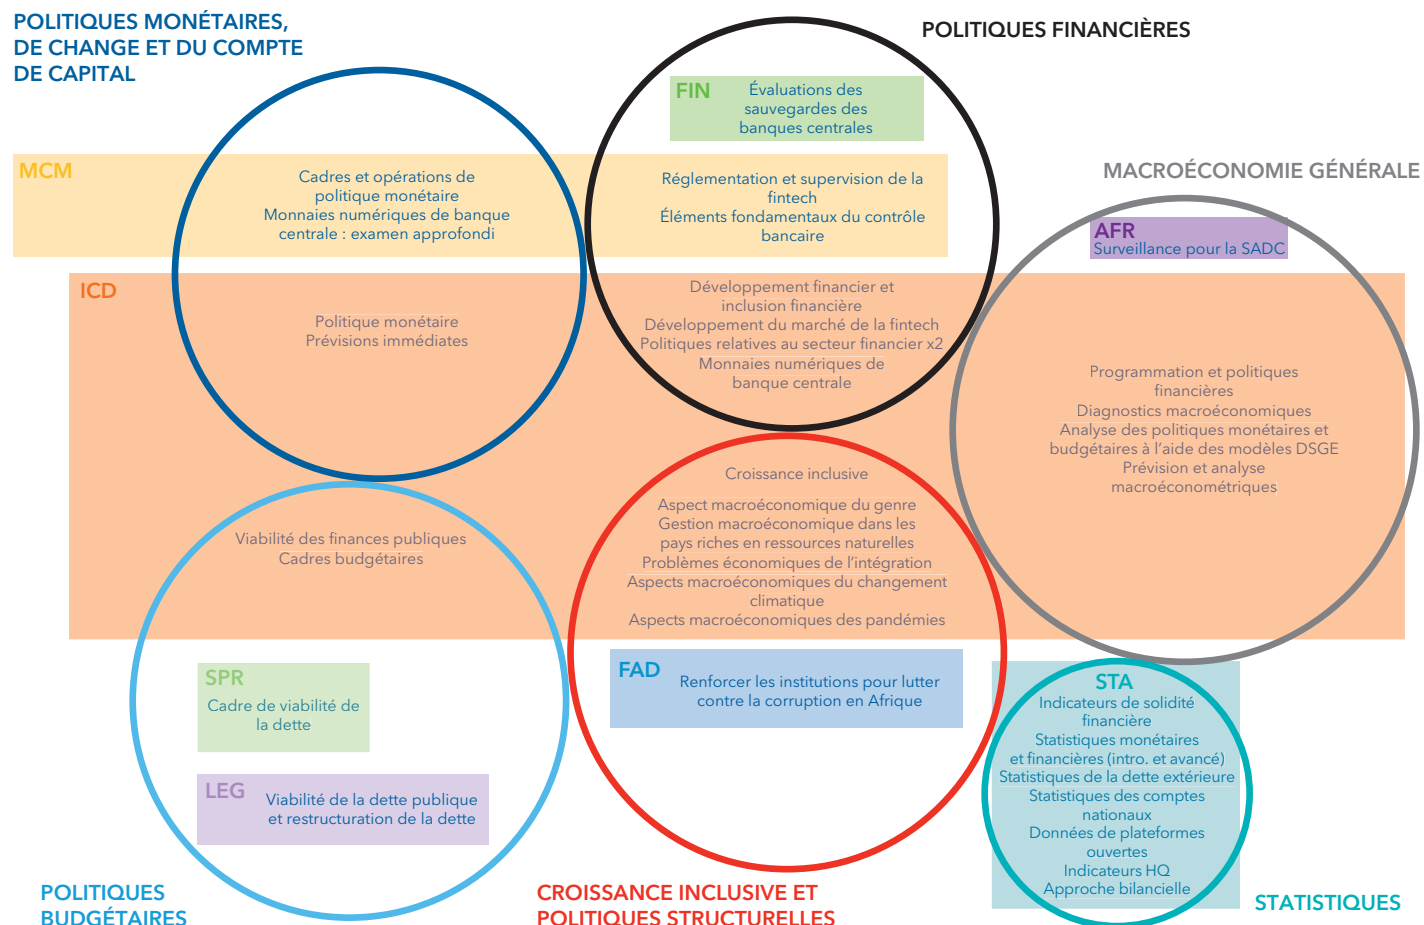 POLITIQUES MONÉTAIRES,
DE CHANGE ET DU COMPTE
DE CAPITAL
POLITIQUES FINANCIÈRES
FIN
Évaluations des
sauvegardes des
banques centrales
MCM
Cadres et opérations de
politique monétaire
Monnaies numériques de banque
centrale : examen approfondi
Réglementation et supervision de la
fintech
Éléments fondamentaux du contrôle
bancaire
MACROÉCONOMIE GÉNÉRALE
AFR
Surveillance pour la SADC
ICD
Politique monétaire
Prévisions immédiates
Développement financier et
inclusion financière
Développement du marché de la fintech
Politiques relatives au secteur financier x2
Monnaies numériques de
banque centrale
Programmation et politiques
financières
Diagnostics macroéconomiques
Analyse des politiques monétaires et
budgétaires à l’aide des modèles DSGE
Prévision et analyse
macroéconométriques
Viabilité des finances publiques
Cadres budgétaires
Croissance inclusive
Aspect macroéconomique du genre
Gestion macroéconomique dans les
pays riches en ressources naturelles
Problèmes économiques de l’intégration
Aspects macroéconomiques du changement
climatique
Aspects macroéconomiques des pandémies
SPR
Cadre de viabilité de
la dette
LEG
Viabilité de la dette publique
et restructuration de la dette
FAD
Renforcer les institutions pour lutter
contre la corruption en Afrique
STA
Indicateurs de solidité
financière
Statistiques monétaires
et financières (intro. et avancé)
Statistiques de la dette extérieure
Statistiques des comptes
nationaux
Données de plateformes
ouvertes
Indicateurs HQ
Approche bilancielle
POLITIQUES
BUDGÉTAIRES
CROISSANCE INCLUSIVE ET
POLITIQUES STRUCTURELLES
STATISTIQUES